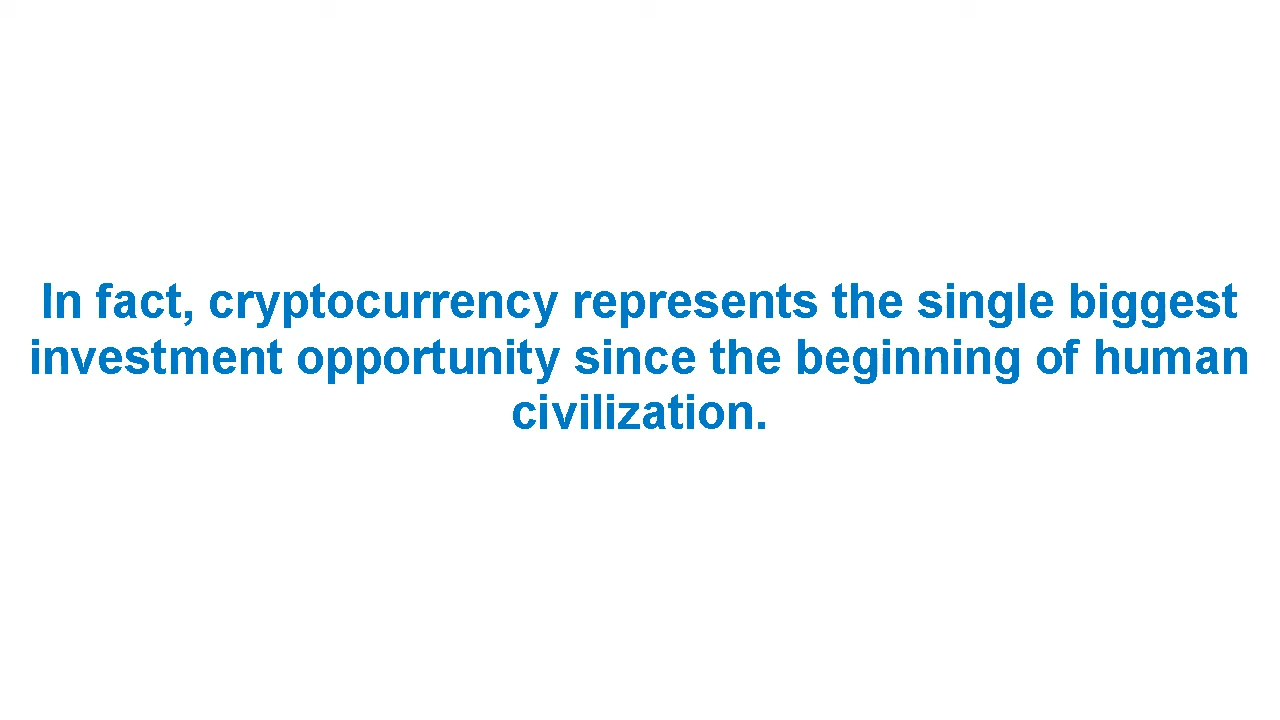 In fact, cryptocurrency represents the single biggest
investment opportunity since the beginning of human
civilization.